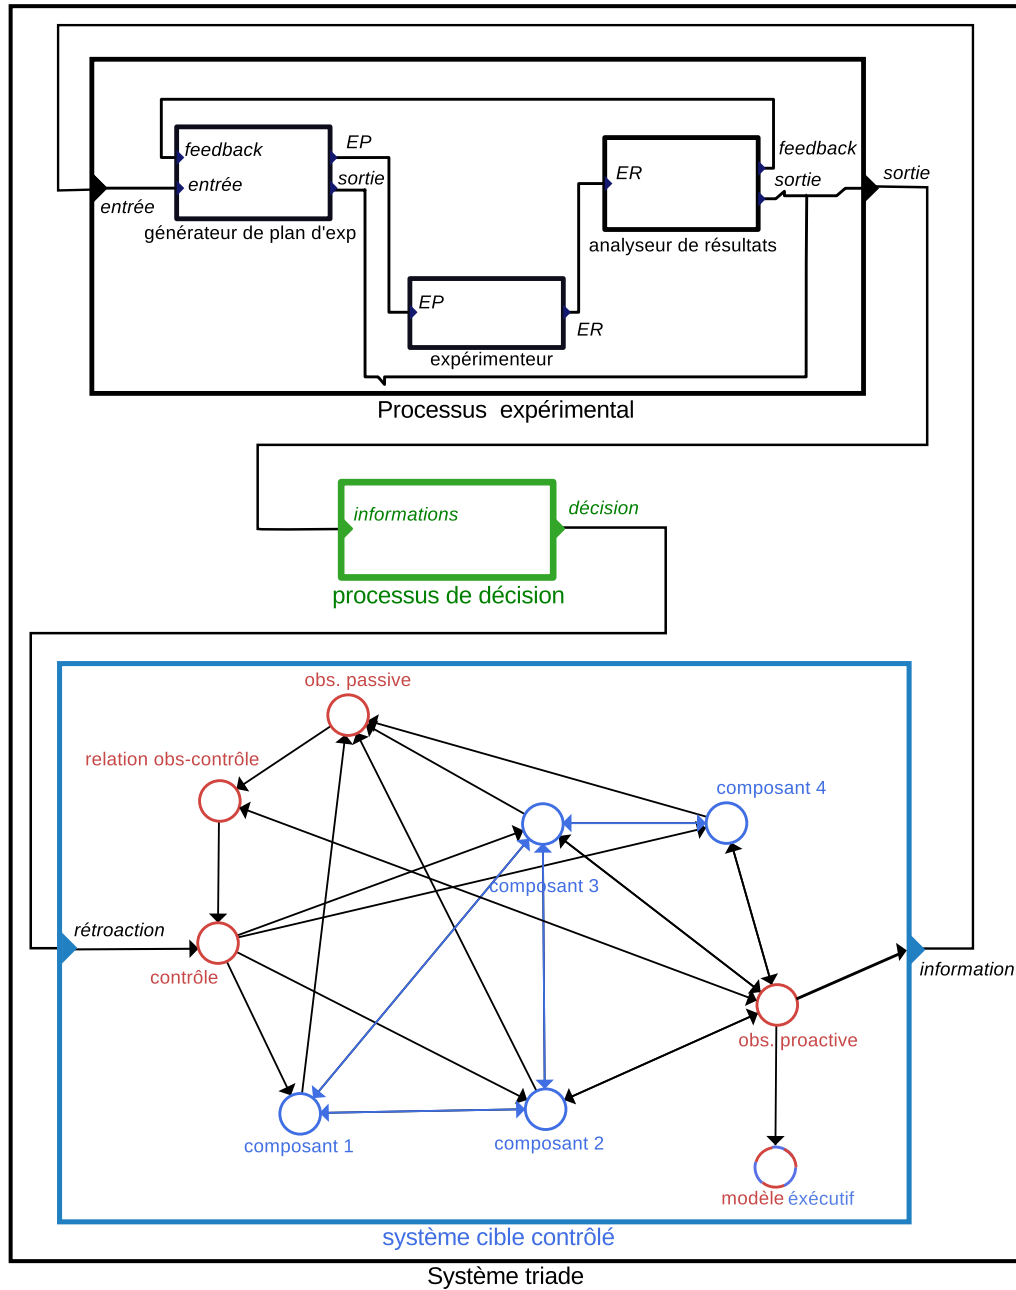 feedback
EP
entrée
sortie
entrée
générateur de plan d'exp
ER
feedback
sortie
sortie
analyseur de résultats
EP
ER
expérimenteur
Processus expérimental
informations
décision
processus de décision
obs. passive
relation obs-contrôle
composant 4
composant 3
rétroaction
contrôle
information
obs. proactive
composant 1
composant 2
modèle éxécutif
système cible contrôlé
Système triade